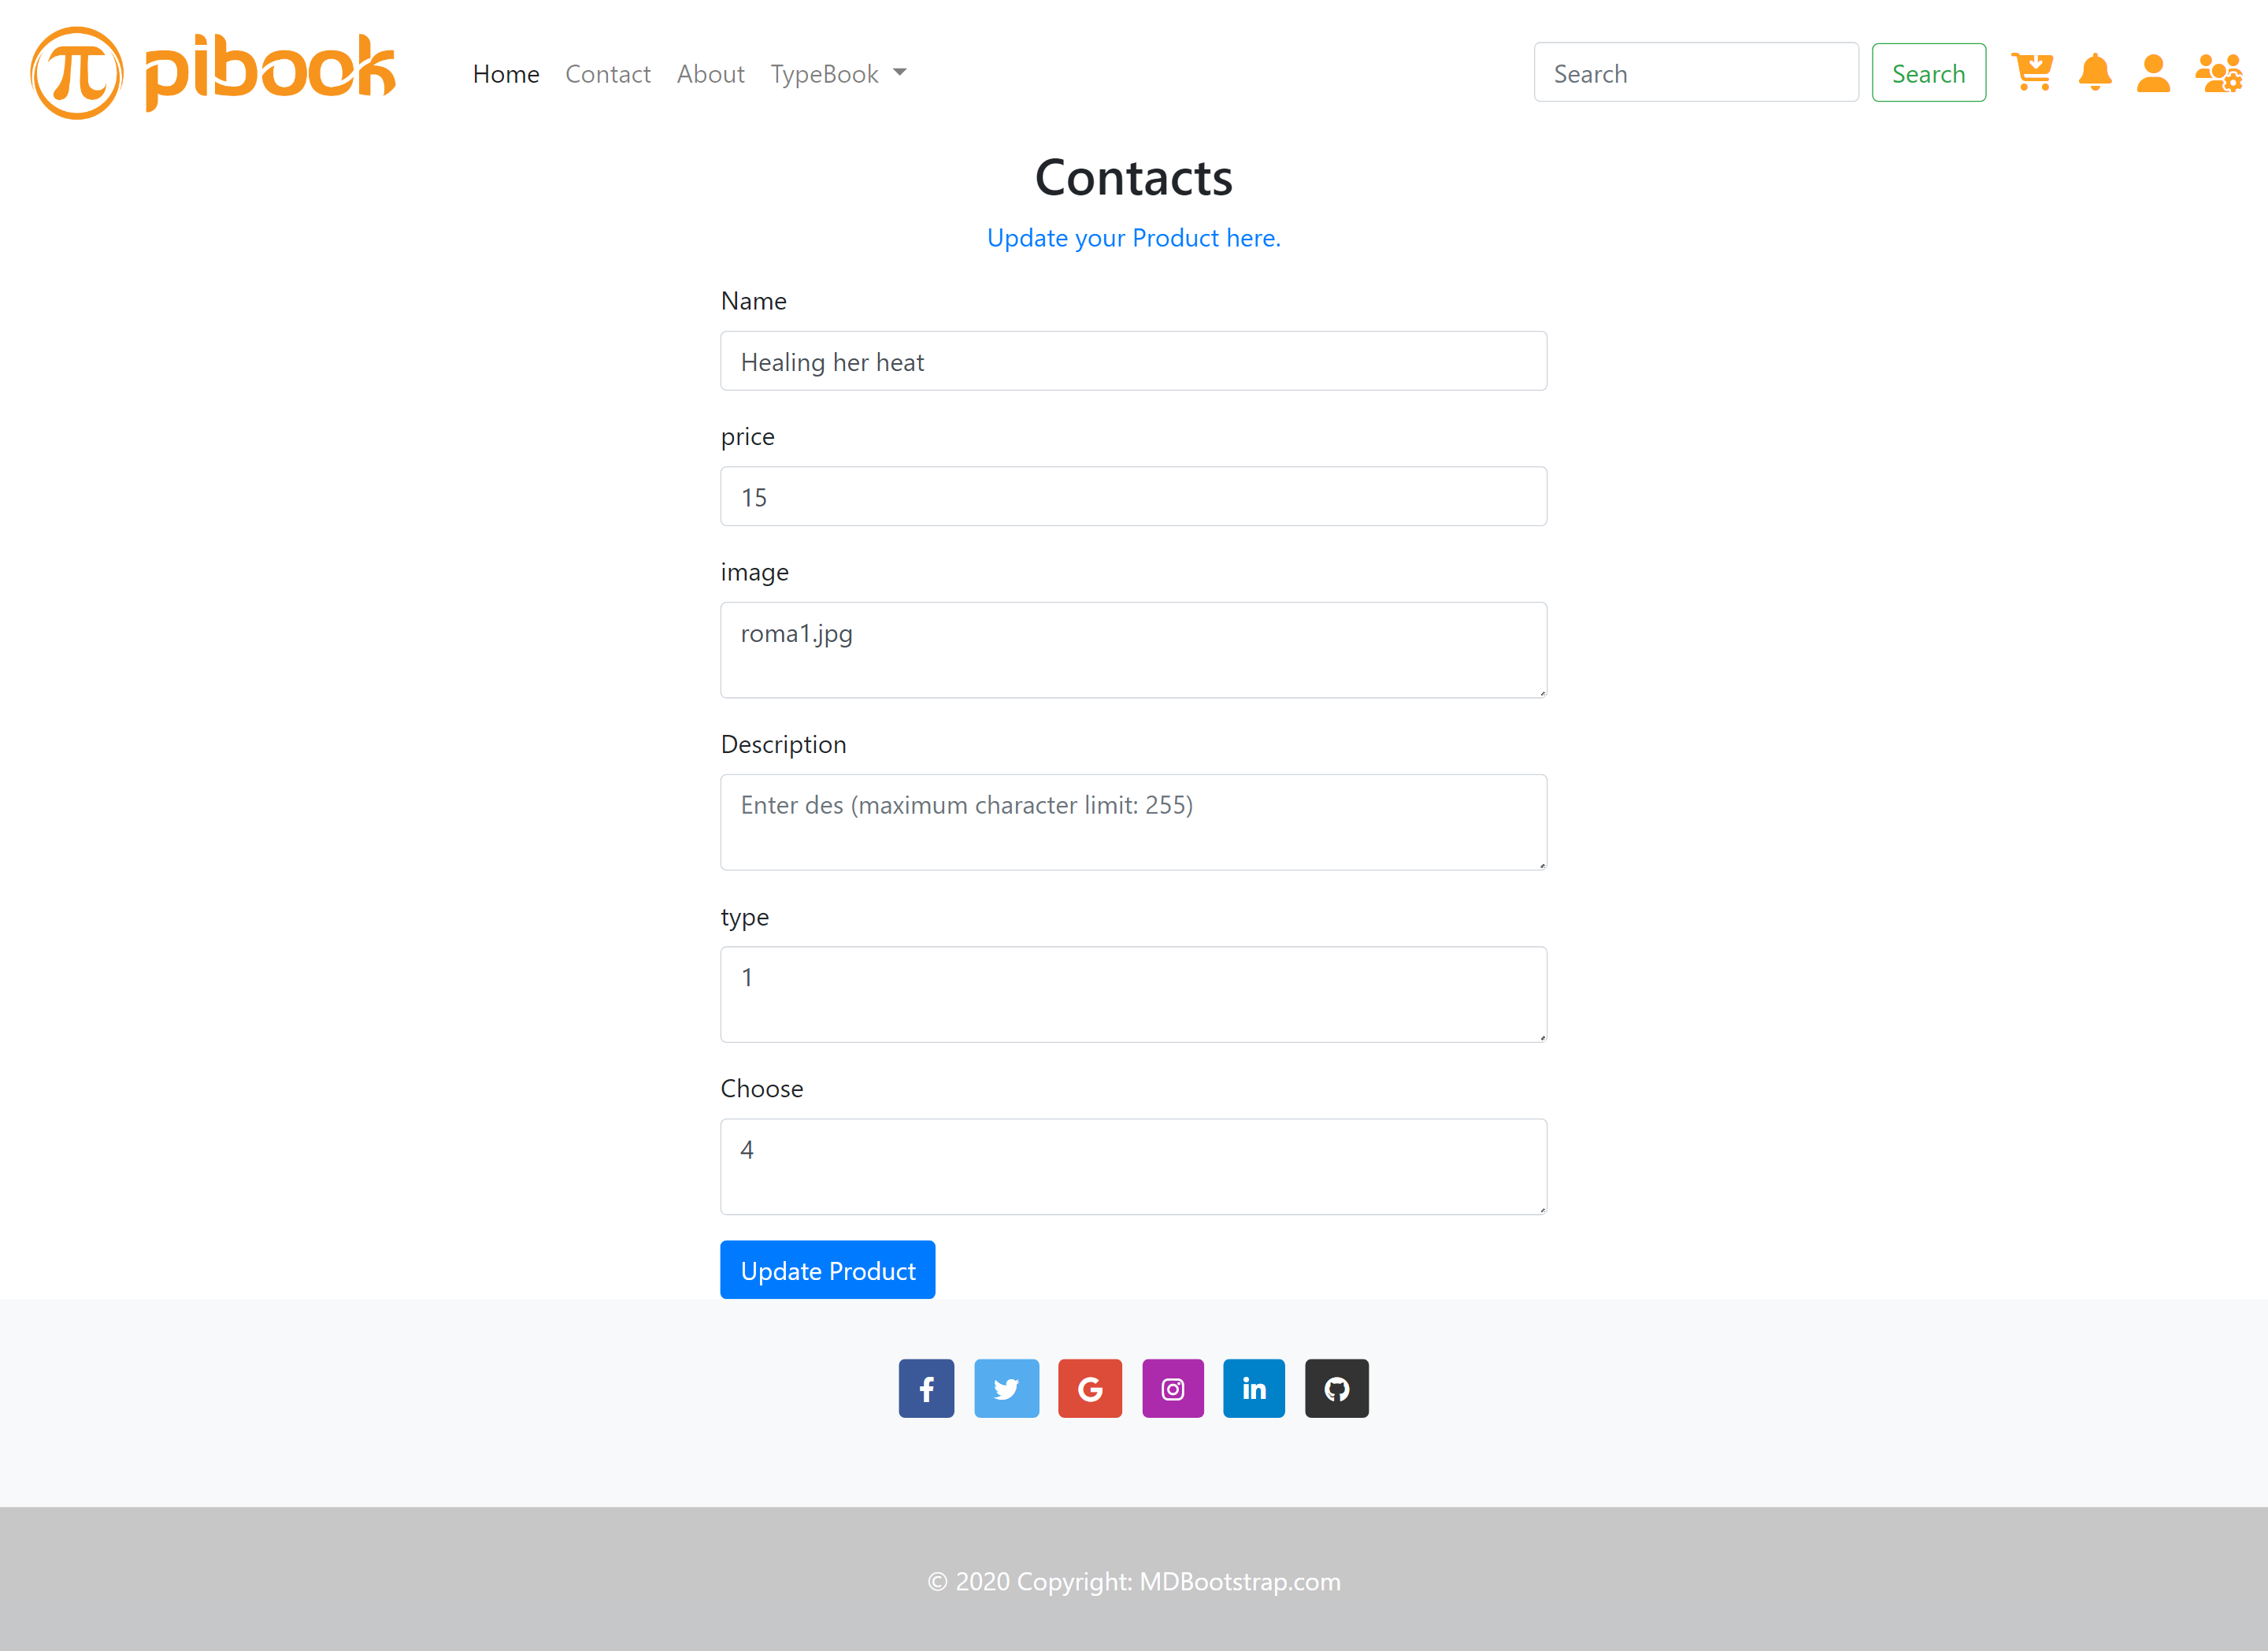 π pibook
Home Contact About TypeBook
Search Search
Contacts
Update your Product here.
Name
Healing her heat
price
15
image
roma1.jpg
Description
Enter des (maximum character limit: 255)
type
1
Choose
4
Update Product
© 2020 Copyright: MDBootstrap.com